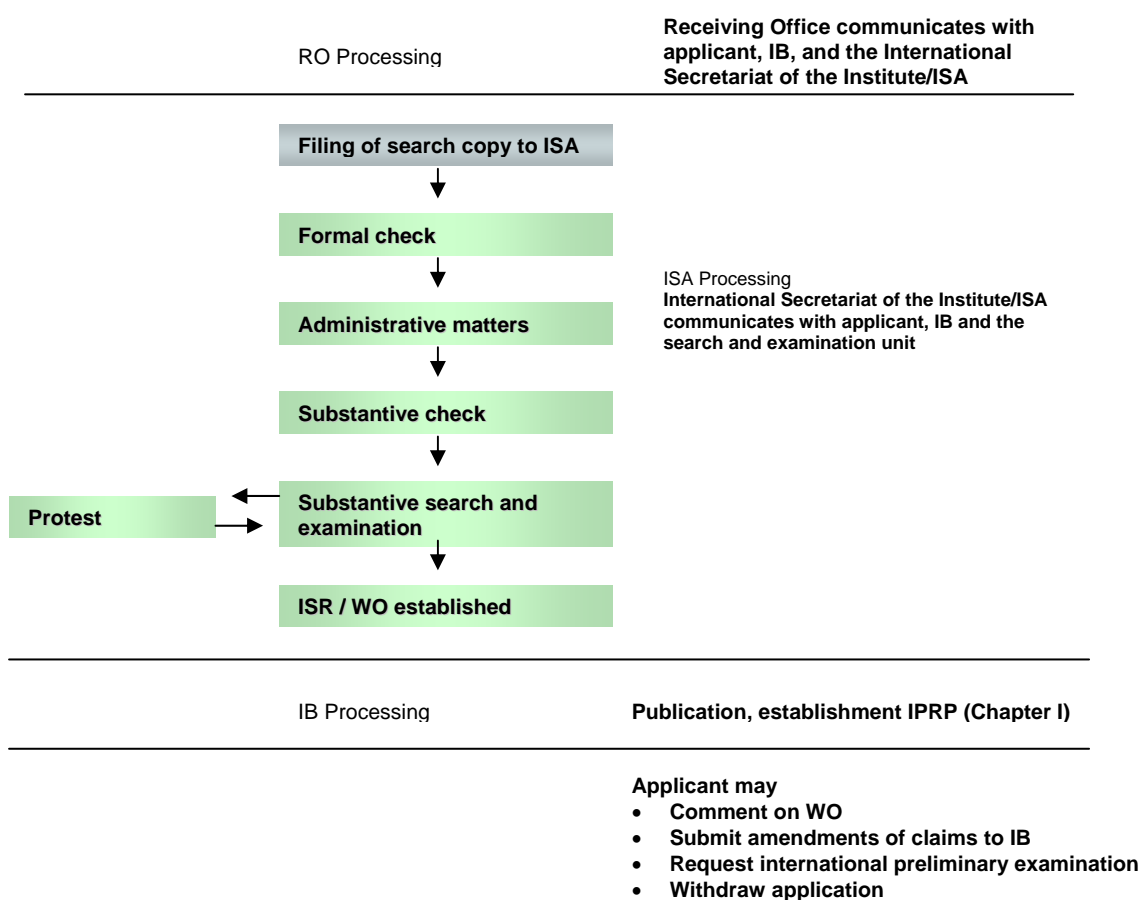 RO Processing
Receiving Office communicates with
applicant, IB, and the International
Secretariat of the Institute/ISA
Filing of search copy to ISA
Formal check
Administrative matters
ISA Processing
International Secretariat of the Institute/ISA
communicates with applicant, IB and the
search and examination unit
Substantive check
Protest
Substantive search and
examination
ISR / WO established
IB Processing
Publication, establishment IPRP (Chapter I)
Applicant may
• Comment on WO
• Submit amendments of claims to IB
• Request international preliminary examination
• Withdraw application